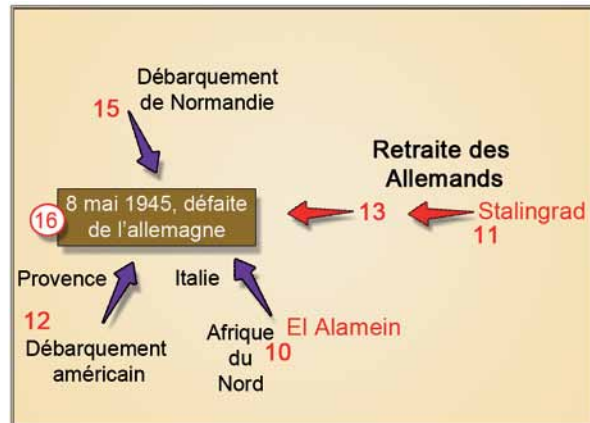 Débarquement
15 de Normandie
Retraite des
Allemands
16 8 mai 1945, défaite
de l'allemagne
13
Stalingrad
11
Provence
Italie
12
Débarquement
américain
El Alamein
Afrique
du 10
Nord